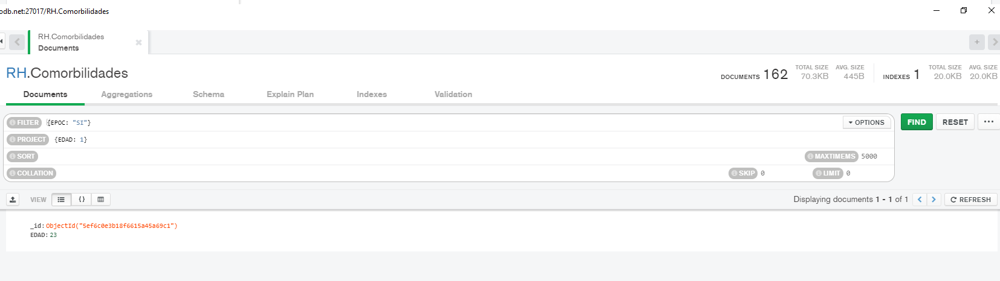 odb.net:27017/RH.Comorbilidades
RH.Comorbilidades
Documents
RH.Comorbilidades
DOCUMENTS 162 TOTAL SIZE 70.3KB AVG. SIZE 445B INDEXES 1 TOTAL SIZE 20.0KB AVG. SIZE 20.0KB
Documents Aggregations Schema Explain Plan Indexes Validation
FILTER {EPOC: "SI"} OPTIONS FIND RESET ...
PROJECT {EDAD: 1}
SORT MAXTIMEMS 5000
COLLATION SKIP 0 LIMIT 0
VIEW {} Displaying documents 1 - 1 of 1 < > REFRESH
_id: ObjectId("5ef6c0e3b18f6615a45a69c1")
EDAD: 23